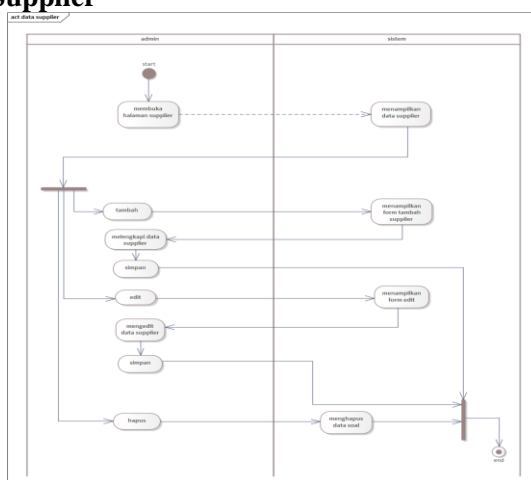 Supplier
act data supplier
admin
sistem
start
membuka
halaman supplier
menampilkan
data supplier
tambah
menampilkan
form tambah
supplier
melengkapi data
supplier
simpan
edit
menampilkan
form edit
mengedit
data supplier
simpan
hapus
menghapus
data soal
end